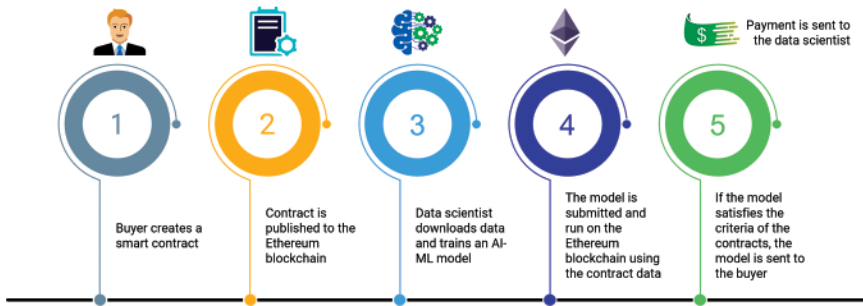 Payment is sent to
the data scientist
$
1
2
3
4
5
Buyer creates a
smart contract
Contract is
published to the
Ethereum
blockchain
Data scientist
downloads data
and trains an AI-
ML model
The model is
submitted and
run on the
Ethereum
blockchain using
the contract data
If the model
satisfies the
criteria of the
contracts, the
model is sent to
the buyer